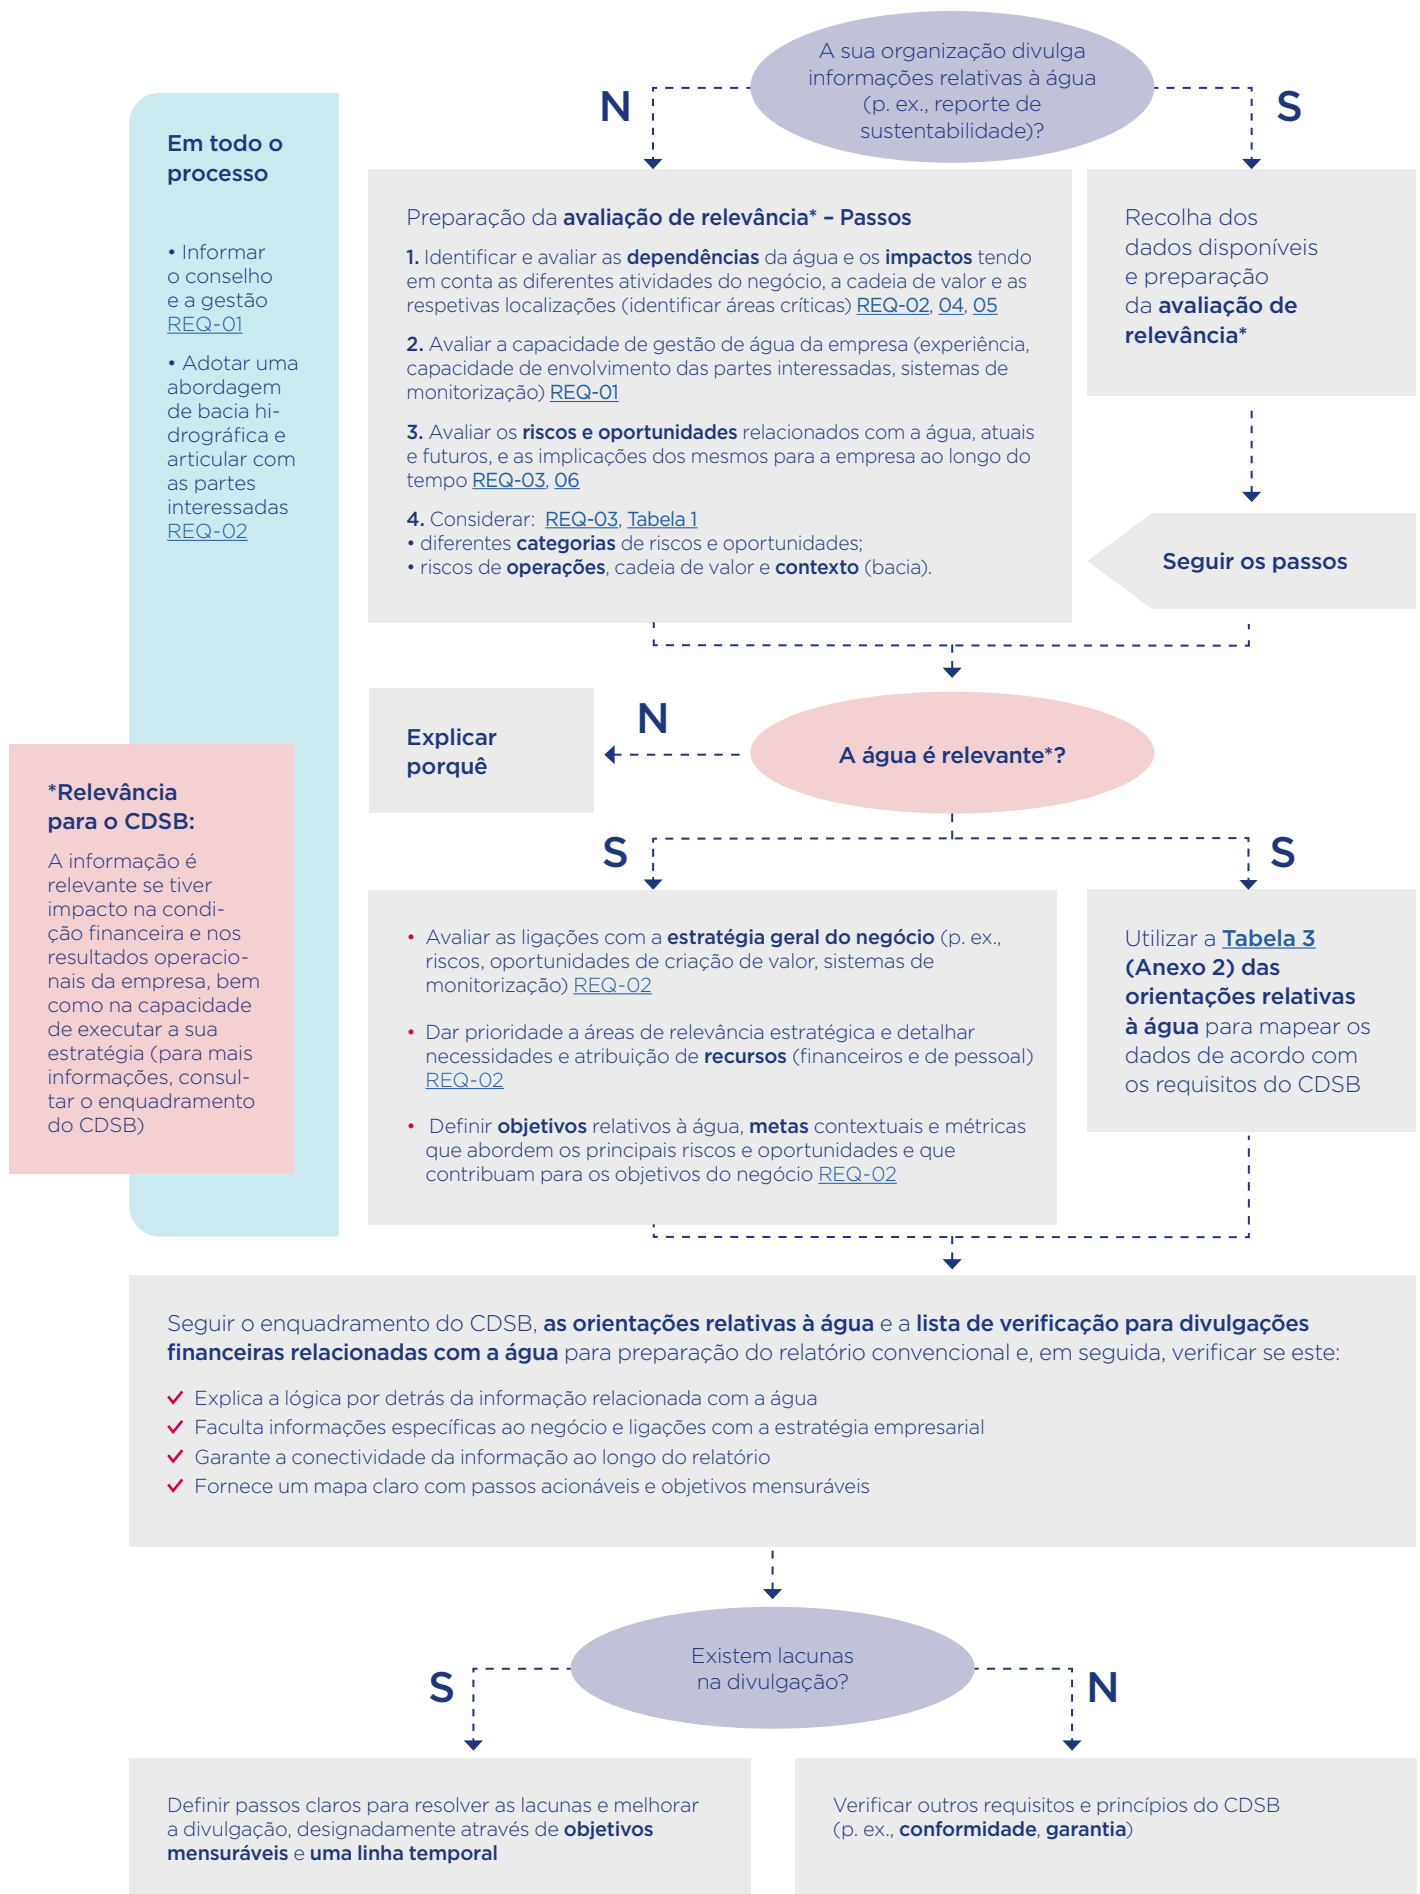 A sua organização divulga
informações relativas à água
(p. ex., reporte de
sustentabilidade)?
N
S
Em todo o
processo
• Informar
o conselho
e a gestão
REQ-01
• Adotar uma
abordagem
de bacia hi-
drográfica e
articular com
as partes
interessadas
REQ-02
Preparação da avaliação de relevância* – Passos
1. Identificar e avaliar as dependências da água e os impactos tendo
em conta as diferentes atividades do negócio, a cadeia de valor e as
respetivas localizações (identificar áreas críticas) REQ-02, 04, 05
2. Avaliar a capacidade de gestão de água da empresa (experiência,
capacidade de envolvimento das partes interessadas, sistemas de
monitorização) REQ-01
3. Avaliar os riscos e oportunidades relacionados com a água, atuais
e futuros, e as implicações dos mesmos para a empresa ao longo do
tempo REQ-03, 06
4. Considerar: REQ-03, Tabela 1
• diferentes categorias de riscos e oportunidades;
• riscos de operações, cadeia de valor e contexto (bacia).
Recolha dos
dados disponíveis
e preparação
da avaliação de
relevância*
Seguir os passos
A água é relevante*?
N
Explicar
porquê
*Relevância
para o CDSB:
A informação é
relevante se tiver
impacto na condi-
ção financeira e nos
resultados operacio-
nais da empresa, bem
como na capacidade
de executar a sua
estratégia (para mais
informações, consul-
tar o enquadramento
do CDSB)
S
S
• Avaliar as ligações com a estratégia geral do negócio (p. ex.,
riscos, oportunidades de criação de valor, sistemas de
monitorização) REQ-02
• Dar prioridade a áreas de relevância estratégica e detalhar
necessidades e atribuição de recursos (financeiros e de pessoal)
REQ-02
• Definir objetivos relativos à água, metas contextuais e métricas
que abordem os principais riscos e oportunidades e que
contribuam para os objetivos do negócio REQ-02
Utilizar a Tabela 3
(Anexo 2) das
orientações relativas
à água para mapear os
dados de acordo com
os requisitos do CDSB
Seguir o enquadramento do CDSB, as orientações relativas à água e a lista de verificação para divulgações
financeiras relacionadas com a água para preparação do relatório convencional e, em seguida, verificar se este:
✓ Explica a lógica por detrás da informação relacionada com a água
✓ Faculta informações específicas ao negócio e ligações com a estratégia empresarial
✓ Garante a conectividade da informação ao longo do relatório
✓ Fornece um mapa claro com passos acionáveis e objetivos mensuráveis
Existem lacunas
na divulgação?
S
N
Definir passos claros para resolver as lacunas e melhorar
a divulgação, designadamente através de objetivos
mensuráveis e uma linha temporal
Verificar outros requisitos e princípios do CDSB
(p. ex., conformidade, garantia)